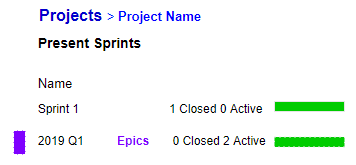 Projects > Project Name
Present Sprints
Name
Sprint 1 1 Closed 0 Active
2019 Q1 Epics 0 Closed 2 Active